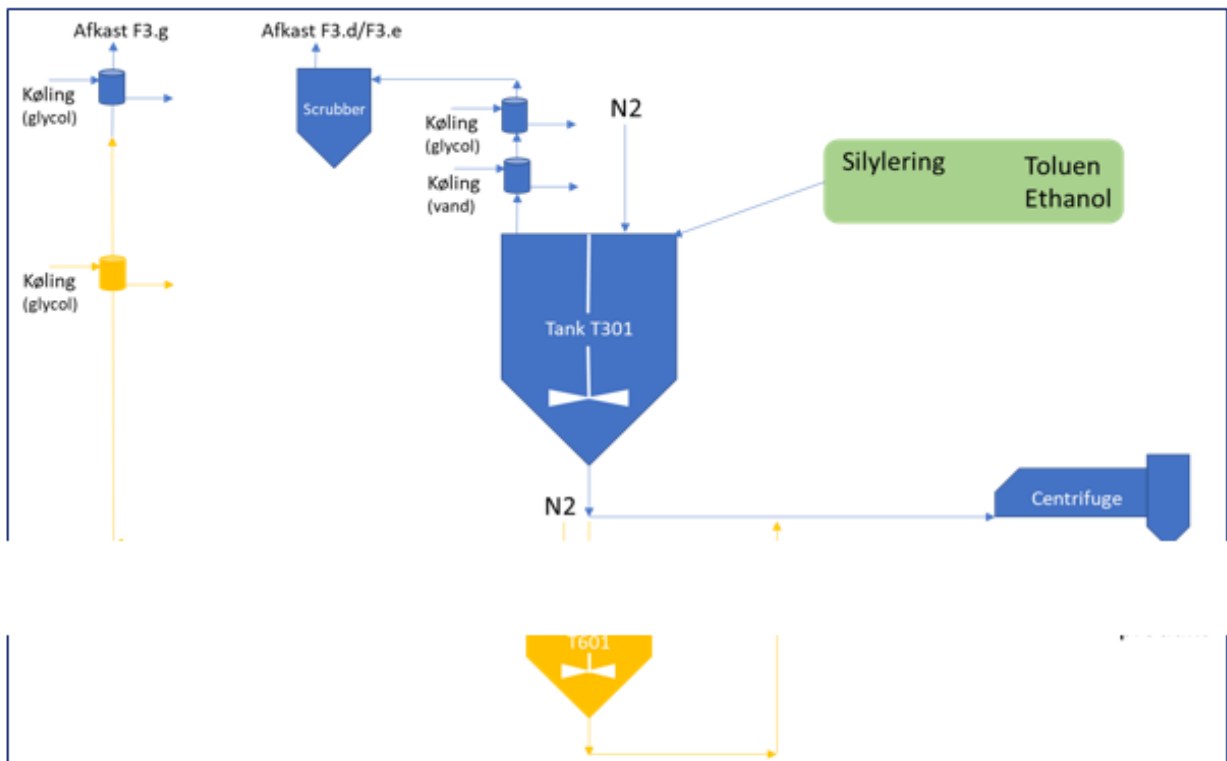 Afkast F3.g
Afkast F3.d/F3.e
Køling
(glycol)
Scrubber
Køling
(glycol)
N2
Køling
(vand)
Silylering
Toluen
Ethanol
Køling
(glycol)
Tank T301
Centrifuge
N2
T601